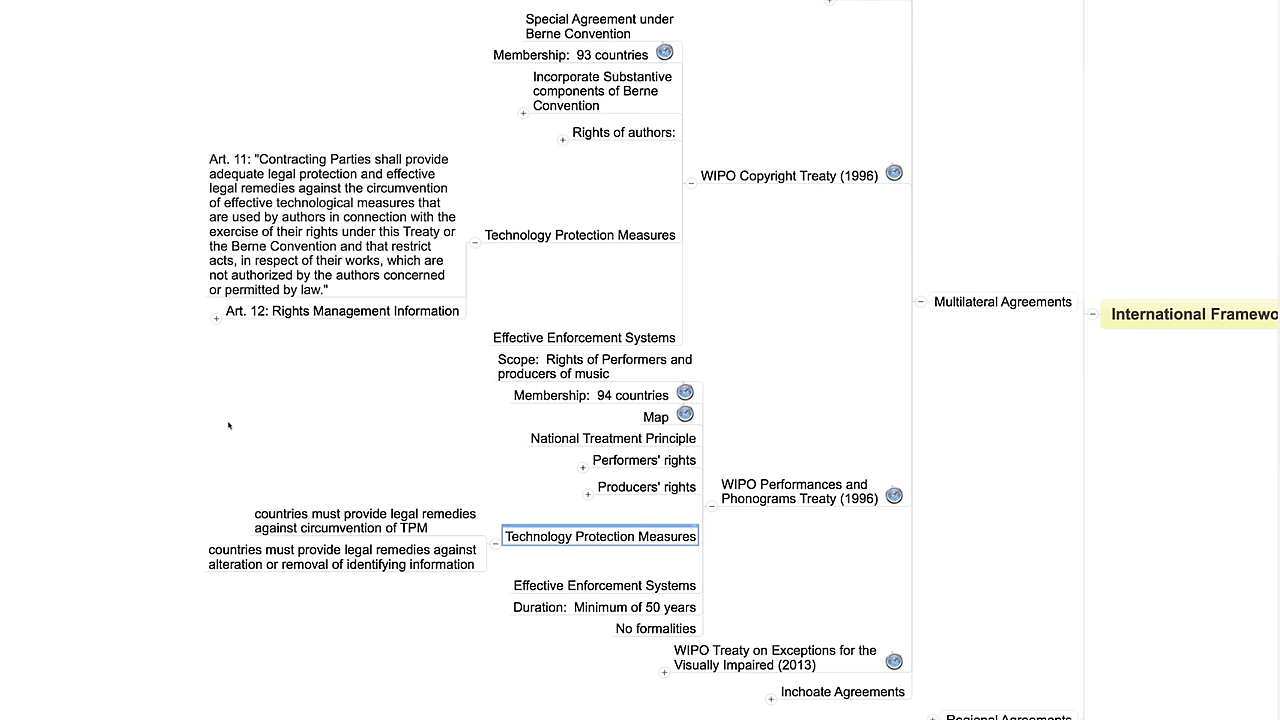 Special Agreement under
Berne Convention
Membership:  93 countries
Incorporate Substantive
components of Berne
Convention
Rights of authors:
WIPO Copyright Treaty (1996)
Art. 11: "Contracting Parties shall provide
adequate legal protection and effective
legal remedies against the circumvention
of effective technological measures that
are used by authors in connection with the
exercise of their rights under this Treaty or
the Berne Convention and that restrict
acts, in respect of their works, which are
not authorized by the authors concerned
or permitted by law."
Technology Protection Measures
Art. 12: Rights Management Information
Effective Enforcement Systems
Multilateral Agreements
International Framewo
Scope:  Rights of Performers and
producers of music
Membership:  94 countries
Map
National Treatment Principle
Performers' rights
Producers' rights
WIPO Performances and
Phonograms Treaty (1996)
countries must provide legal remedies
against circumvention of TPM
Technology Protection Measures
countries must provide legal remedies against
alteration or removal of identifying information
Effective Enforcement Systems
Duration:  Minimum of 50 years
No formalities
WIPO Treaty on Exceptions for the
Visually Impaired (2013)
Inchoate Agreements
Regional Agreements